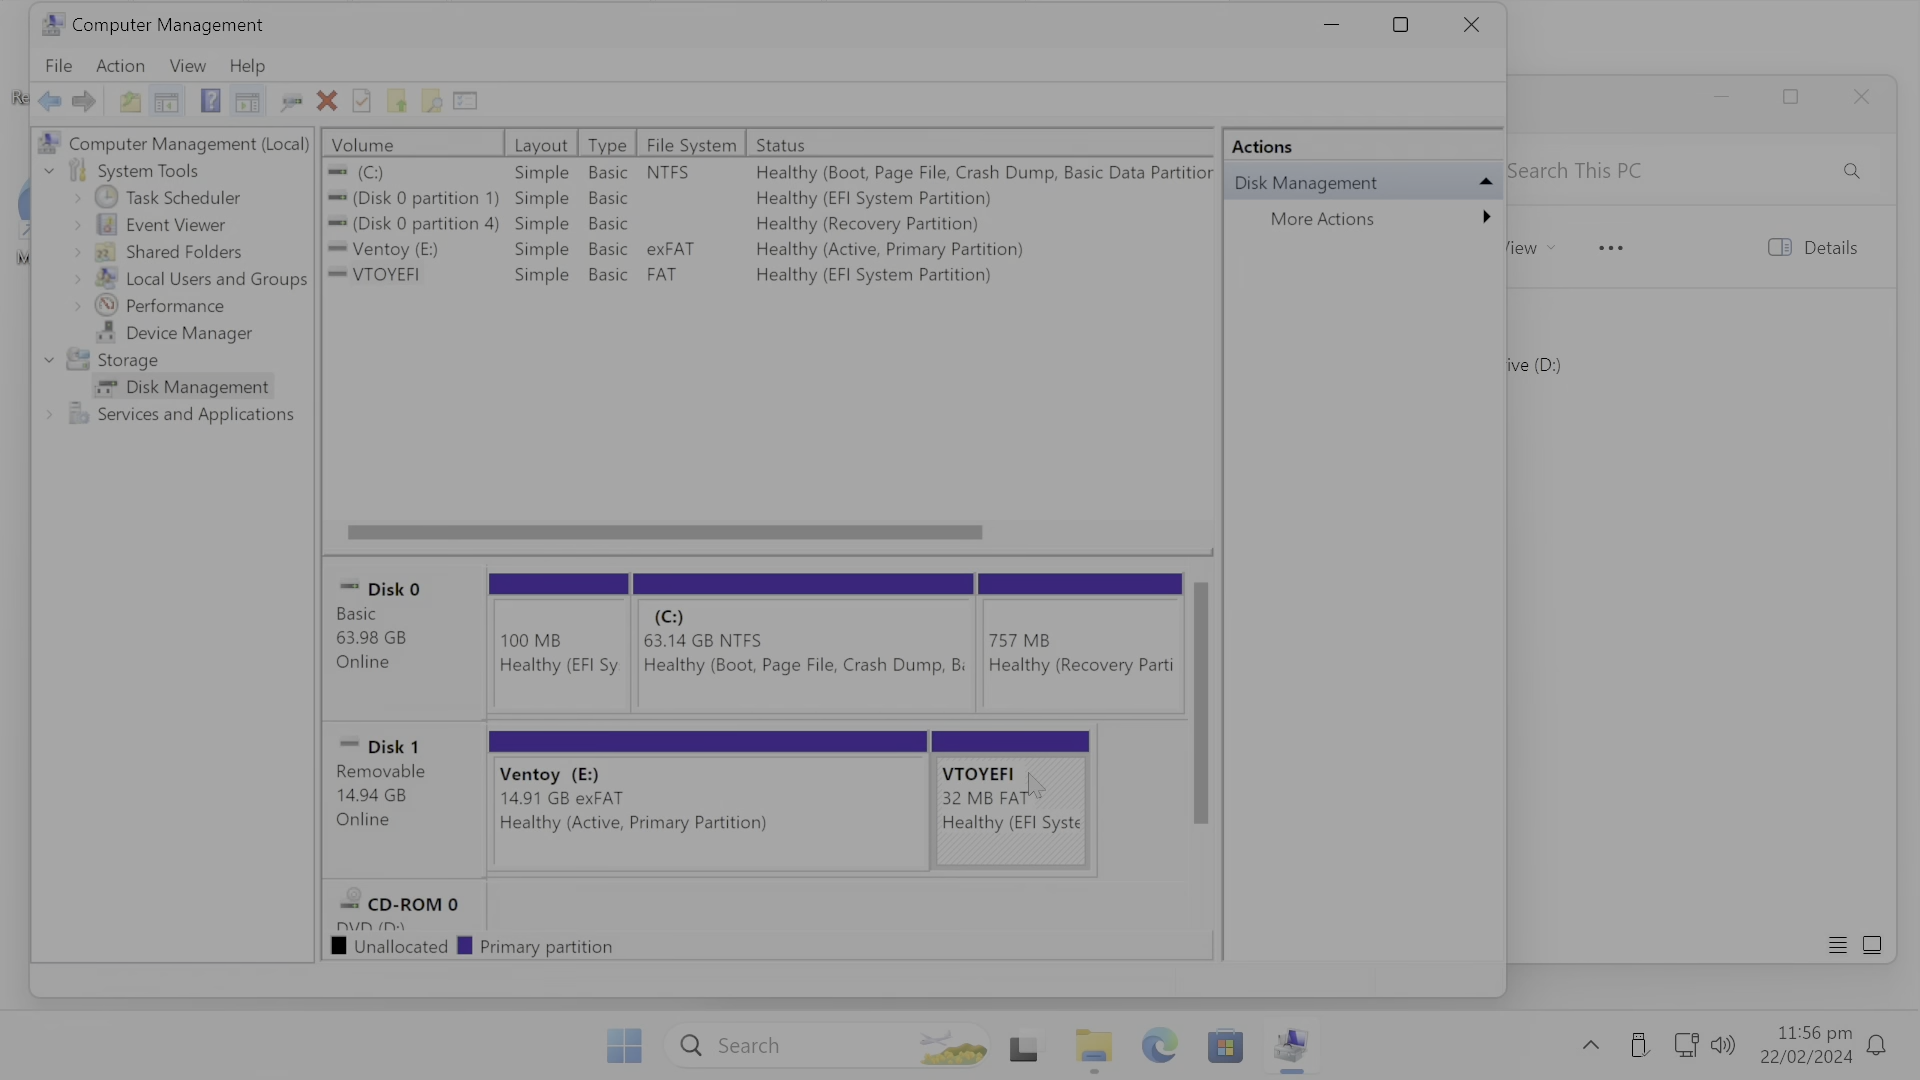 Computer Management
File Action View Help
Computer Management (Local)
System Tools
Task Scheduler
Event Viewer
Shared Folders
Local Users and Groups
Performance
Device Manager
Storage
Disk Management
Services and Applications
Volume Layout Type File System Status
(C:) Simple Basic NTFS Healthy (Boot, Page File, Crash Dump, Basic Data Partition
(Disk 0 partition 1) Simple Basic Healthy (EFI System Partition)
(Disk 0 partition 4) Simple Basic Healthy (Recovery Partition)
Ventoy (E:) Simple Basic exFAT Healthy (Active, Primary Partition)
VTOYEFI Simple Basic FAT Healthy (EFI System Partition)
Disk 0
Basic
63.98 GB
Online
100 MB
Healthy (EFI Sy
(C:)
63.14 GB NTFS
Healthy (Boot, Page File, Crash Dump, Ba
757 MB
Healthy (Recovery Parti
Disk 1
Removable
14.94 GB
Online
Ventoy (E:)
14.91 GB exFAT
Healthy (Active, Primary Partition)
VTOYEFI
32 MB FAT
Healthy (EFI Syste
CD-ROM 0
DVD (D:)
Unallocated Primary partition
Actions
Disk Management
More Actions
Search This PC
View
Details
ive (D:)
Re
M
Search
11:56 pm
22/02/2024